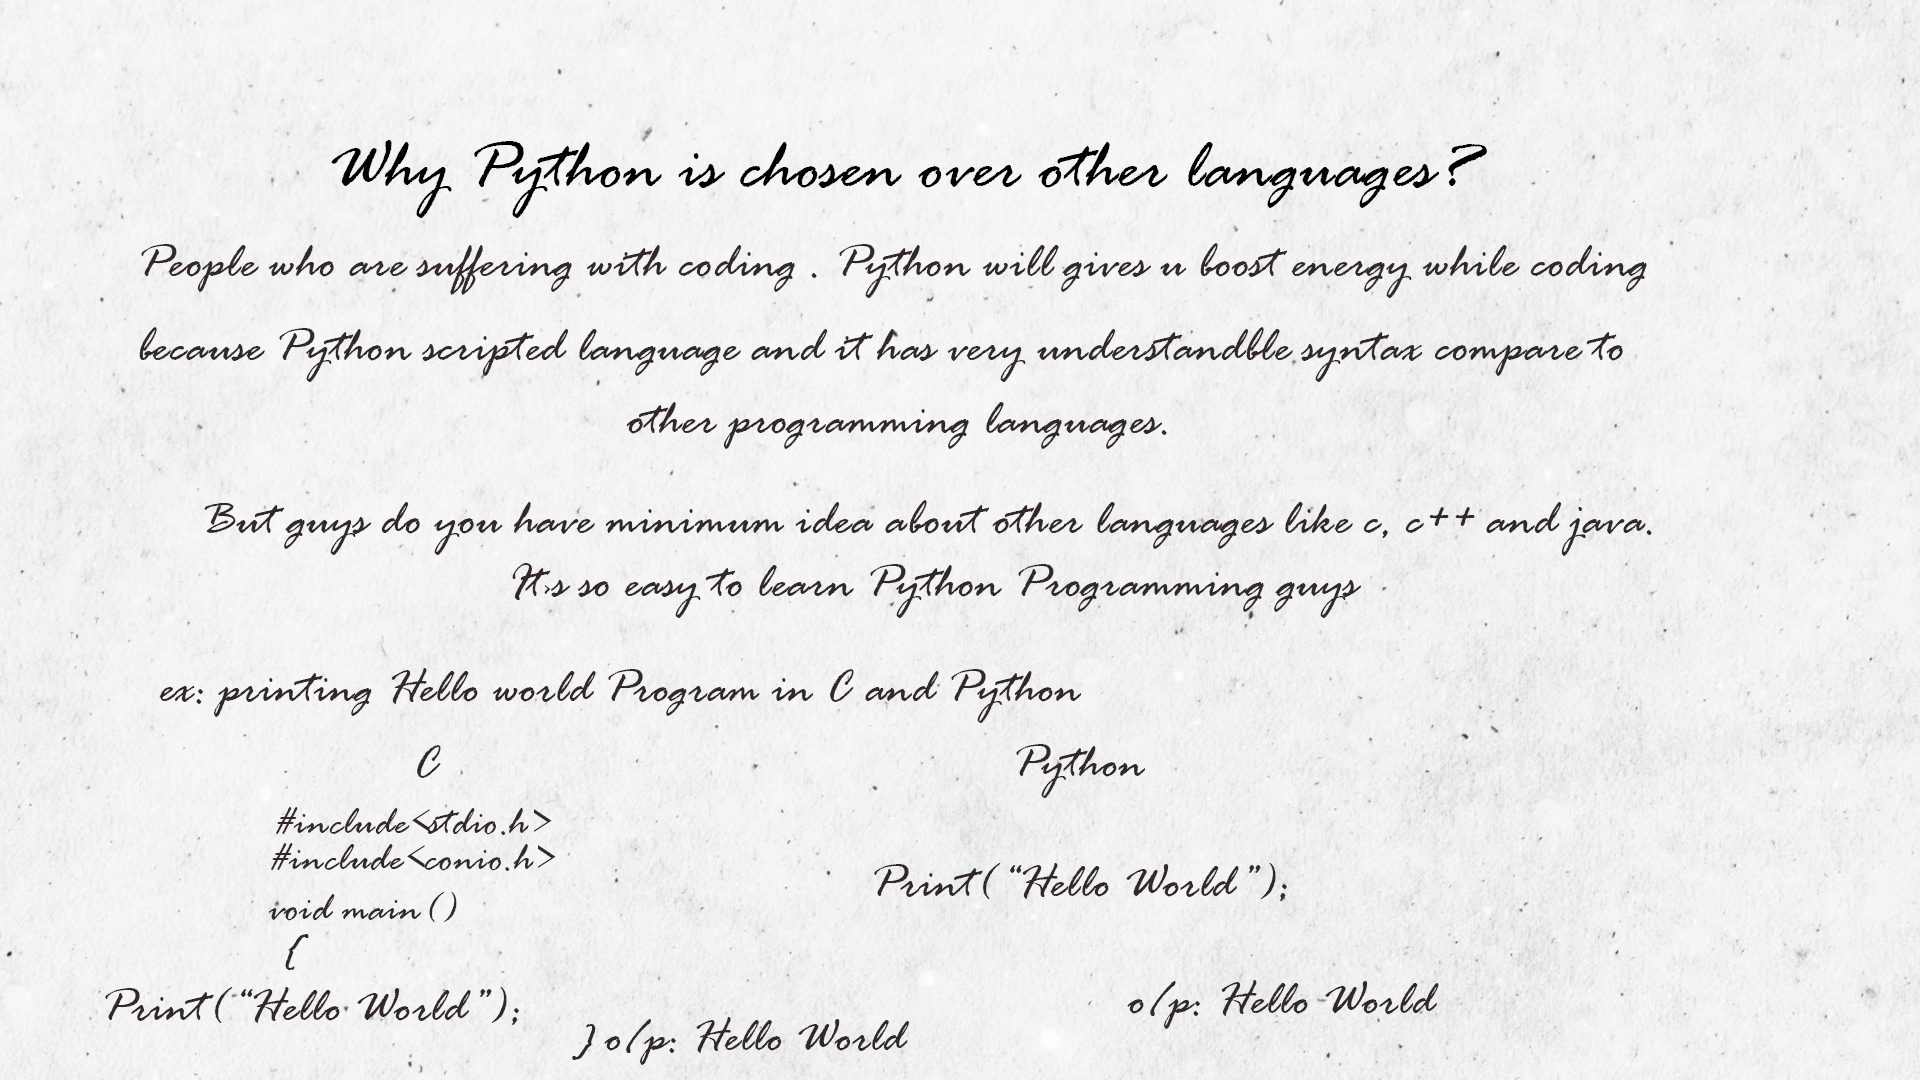 Why Python is chosen over other languages?
People who are suffering with coding . Python will gives u boost energy while coding
because Python scripted language and it has very understandble syntax compare to
other programming languages.
But guys do you have minimum idea about other languages like c, c++ and java.
It's so easy to learn Python Programming guys
ex: printing Hello world Program in C and Python
C
#include<stdio.h>
#include<conio.h>
void main()
{
Print(“Hello World”);
} o/p: Hello World
Python
Print(“Hello World”);
o/p: Hello World